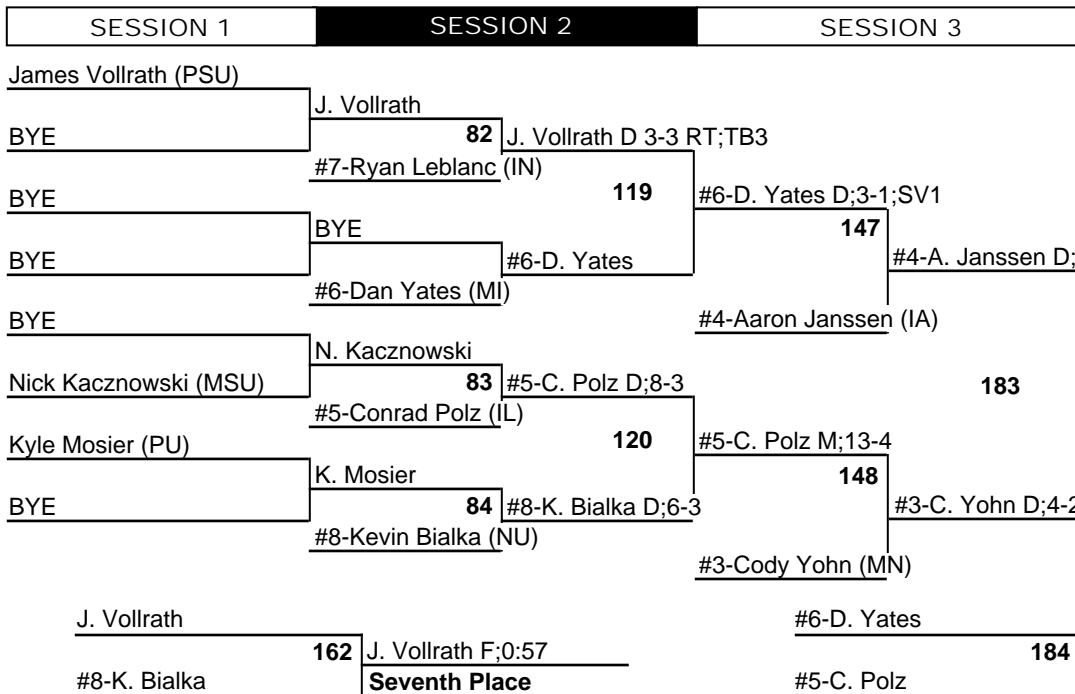 SESSION 1 SESSION 2 SESSION 3
James Vollrath (PSU)
J. Vollrath
BYE 82 J. Vollrath D 3-3 RT;TB3
#7-Ryan Leblanc (IN)
BYE 119 #6-D. Yates D;3-1;SV1
BYE 147
BYE #6-D. Yates #4-A. Janssen D;
#6-Dan Yates (MI)
BYE #4-Aaron Janssen (IA)
N. Kacznowski
Nick Kacznowski (MSU) 83 #5-C. Polz D;8-3 183
#5-Conrad Polz (IL)
Kyle Mosier (PU) 120 #5-C. Polz M;13-4
K. Mosier 148
BYE 84 #8-K. Bialka D;6-3 #3-C. Yohn D;4-2
#8-Kevin Bialka (NU)
#3-Cody Yohn (MN)
J. Vollrath #6-D. Yates
162 J. Vollrath F;0:57 184
#8-K. Bialka Seventh Place #5-C. Polz